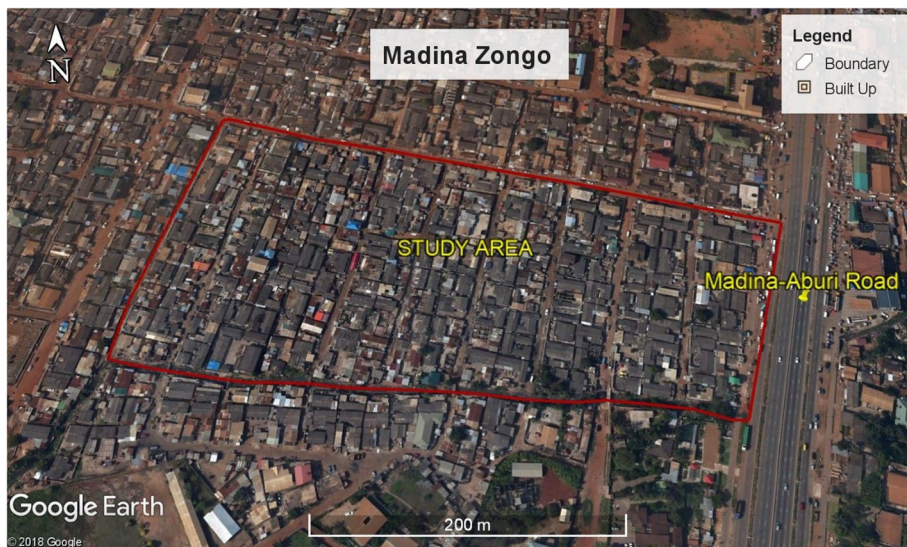 N
Madina Zongo
Legend
Boundary
Built Up
STUDY AREA
Madina-Aburi Road
Google Earth
200 m
© 2018 Google